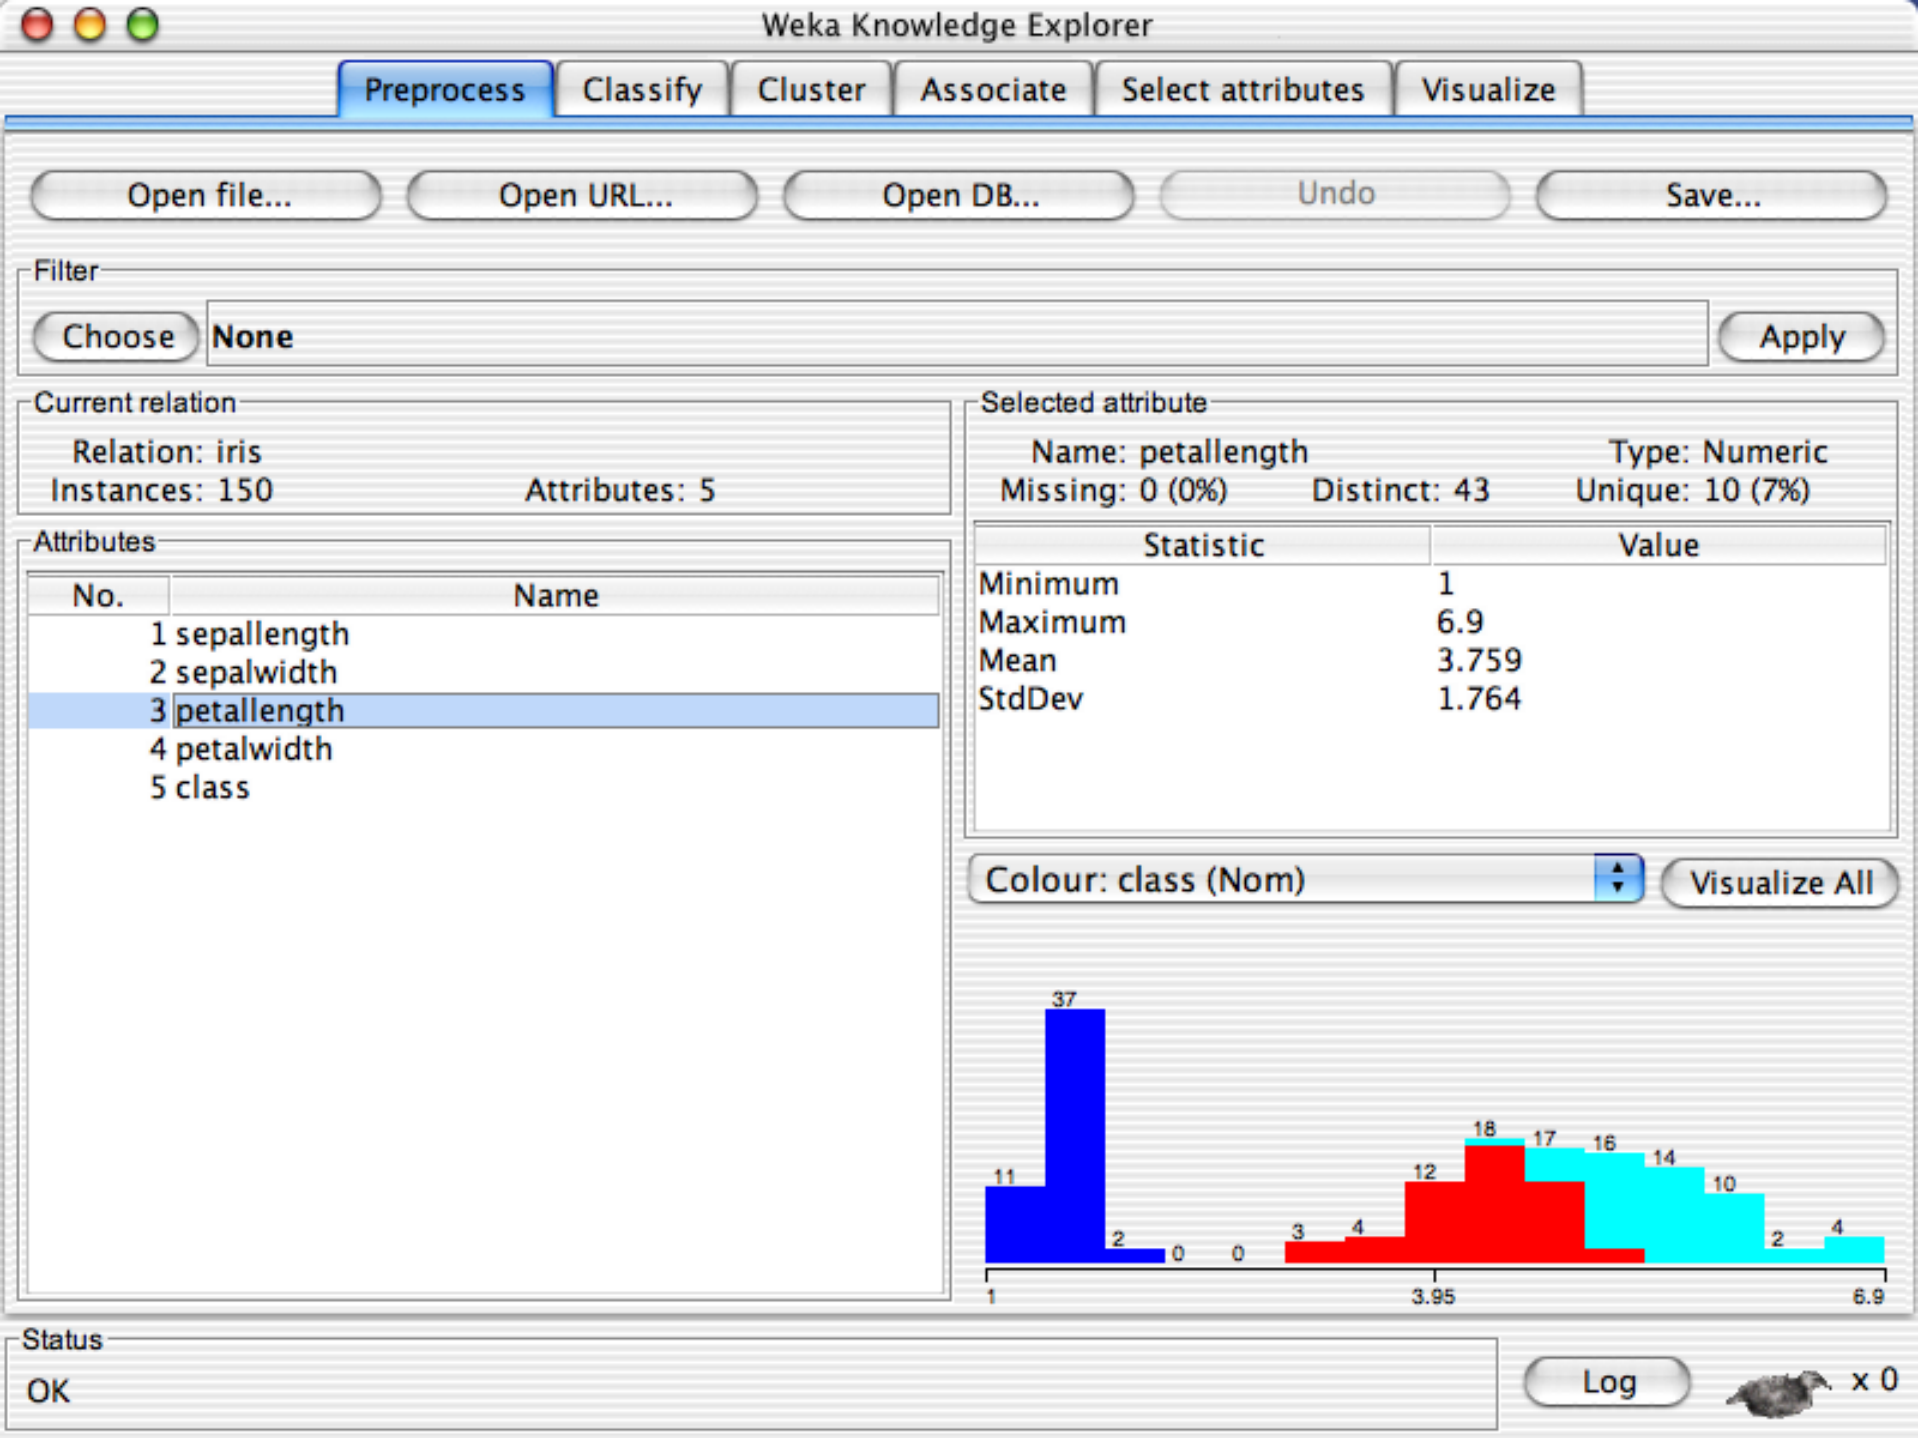 Weka Knowledge Explorer
Preprocess Classify Cluster Associate Select attributes Visualize
Open file... Open URL... Open DB... Undo Save...
Filter
Choose None Apply
Current relation
Relation: iris
Instances: 150 Attributes: 5
Attributes
No. Name
1 sepallength
2 sepalwidth
3 petallength
4 petalwidth
5 class
Selected attribute
Name: petallength Type: Numeric
Missing: 0 (0%) Distinct: 43 Unique: 10 (7%)
Statistic Value
Minimum 1
Maximum 6.9
Mean 3.759
StdDev 1.764
Colour: class (Nom) Visualize All
11 37 2 0 0 3 4 12 18 17 16 14 10 2 4
1 3.95 6.9
Status
OK
Log x 0